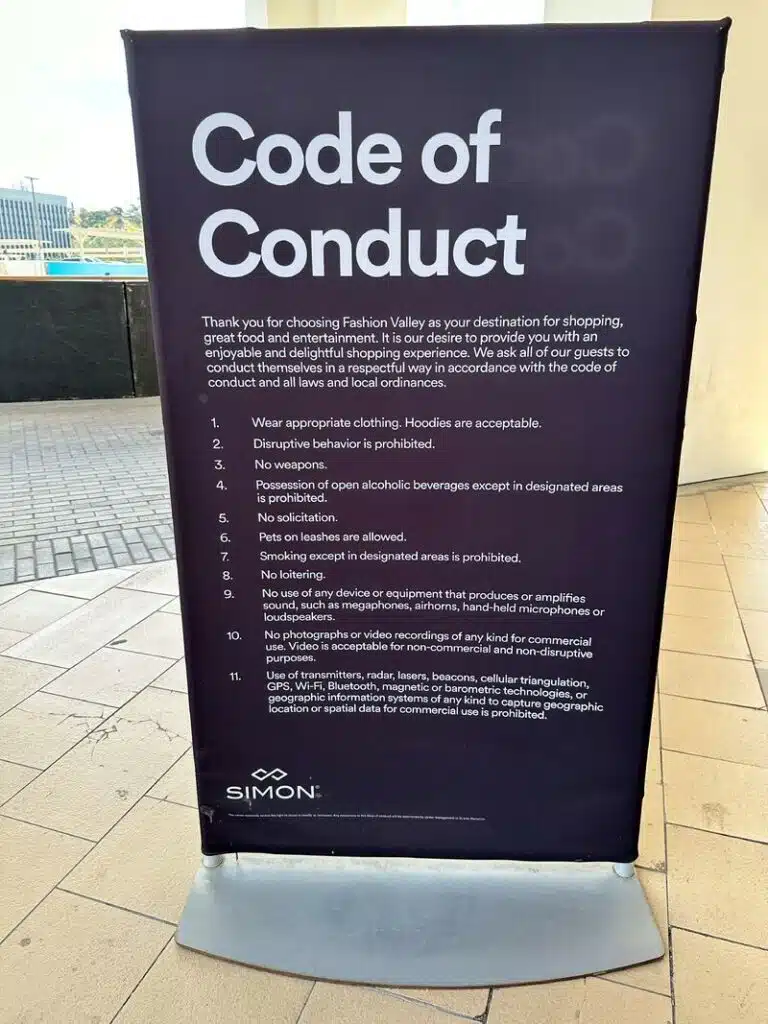 Code of
Conduct
Thank you for choosing Fashion Valley as your destination for shopping,
great food and entertainment. It is our desire to provide you with an
enjoyable and delightful shopping experience. We ask all of our guests to
conduct themselves in a respectful way in accordance with the code of
conduct and all laws and local ordinances.
1. Wear appropriate clothing. Hoodies are acceptable.
2. Disruptive behavior is prohibited.
3. No weapons.
4. Possession of open alcoholic beverages except in designated areas
is prohibited.
5. No solicitation.
6. Pets on leashes are allowed.
7. Smoking except in designated areas is prohibited.
8. No loitering.
9. No use of any device or equipment that produces or amplifies
sound, such as megaphones, airhorns, hand-held microphones or
loudspeakers.
10. No photographs or video recordings of any kind for commercial
use. Video is acceptable for non-commercial and non-disruptive
purposes.
11. Use of transmitters, radar, lasers, beacons, cellular triangulation,
GPS, Wi-Fi, Bluetooth, magnetic or barometric technologies, or
geographic information systems of any kind to capture geographic
location or spatial data for commercial use is prohibited.
SIMON